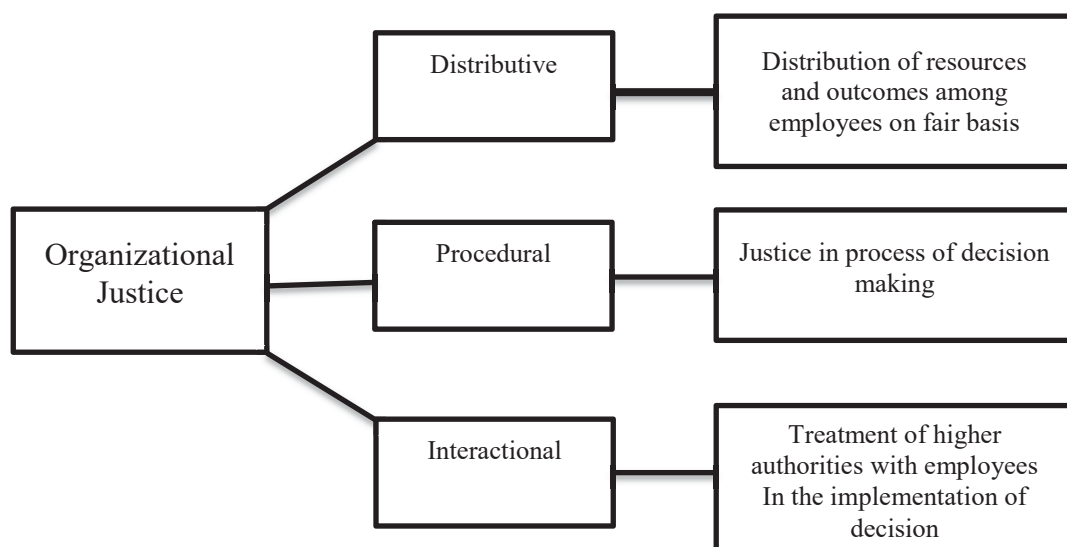 Organizational
Justice
Distributive
Distribution of resources
and outcomes among
employees on fair basis
Procedural
Justice in process of decision
making
Interactional
Treatment of higher
authorities with employees
In the implementation of
decision